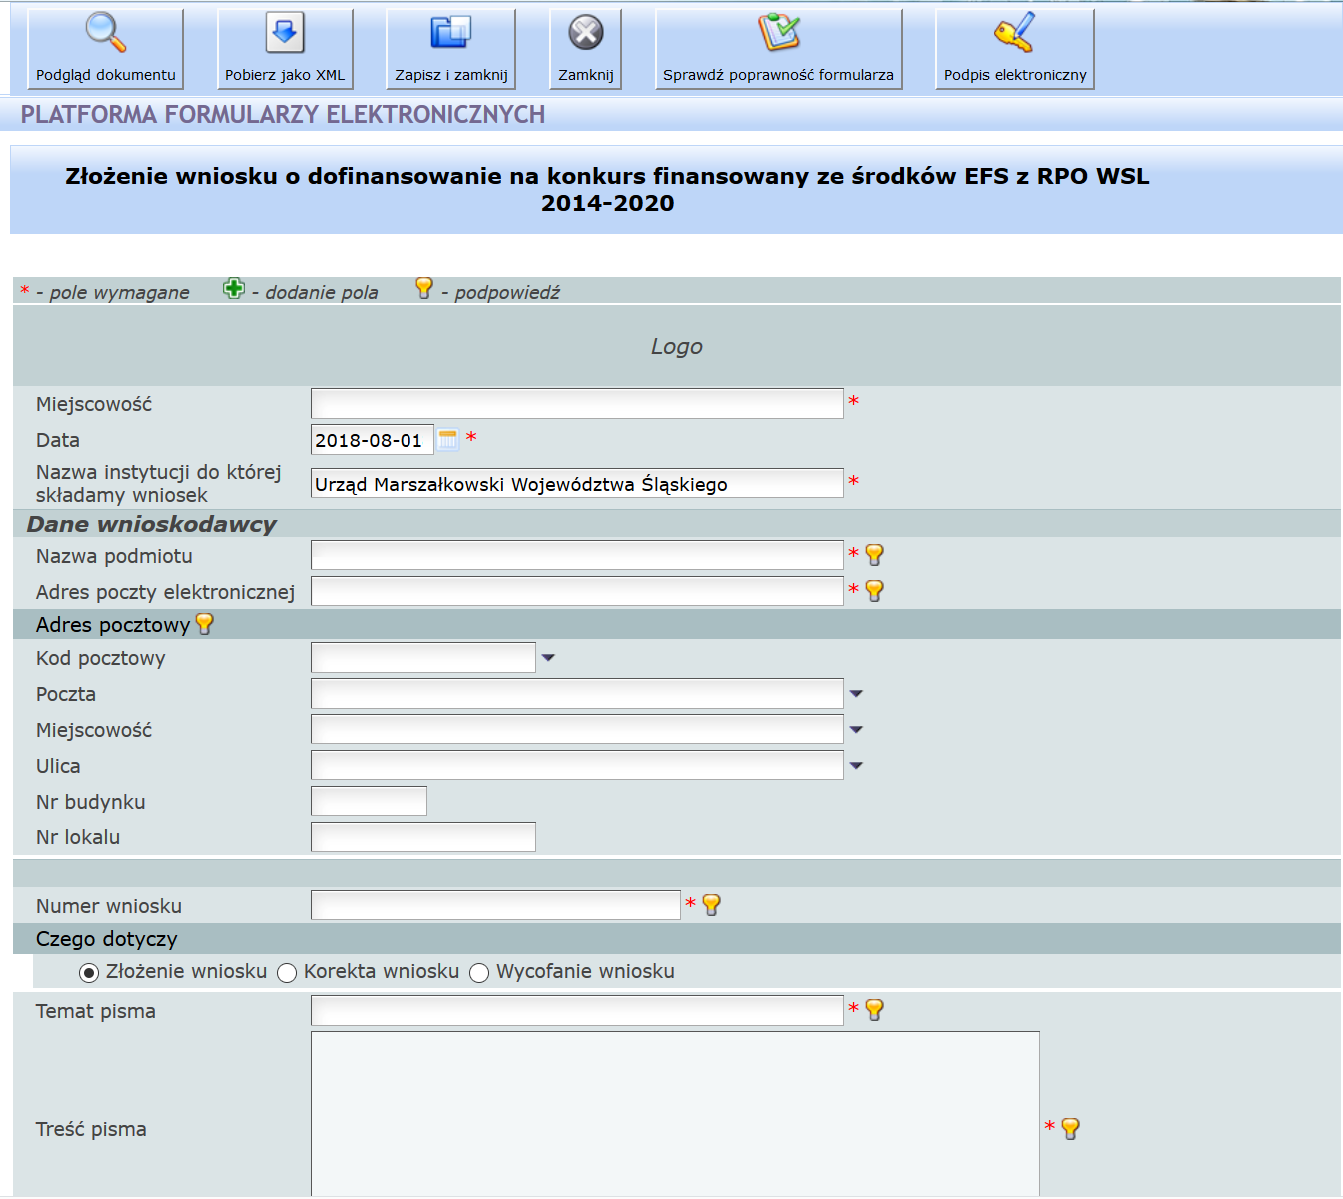 Podgląd dokumentu Pobierz jako XML Zapisz i zamknij Zamknij Sprawdź poprawność formularza Podpis elektroniczny
PLATFORMA FORMULARZY ELEKTRONICZNYCH
Złożenie wniosku o dofinansowanie na konkurs finansowany ze środków EFS z RPO WSL
2014-2020
* - pole wymagane - dodanie pola - podpowiedź
Logo
Miejscowość *
Data 2018-08-01 *
Nazwa instytucji do której
składamy wniosek Urząd Marszałkowski Województwa Śląskiego *
Dane wnioskodawcy
Nazwa podmiotu *
Adres poczty elektronicznej *
Adres pocztowy
Kod pocztowy
Poczta
Miejscowość
Ulica
Nr budynku
Nr lokalu
Numer wniosku *
Czego dotyczy
Złożenie wniosku Korekta wniosku Wycofanie wniosku
Temat pisma *
Treść pisma *